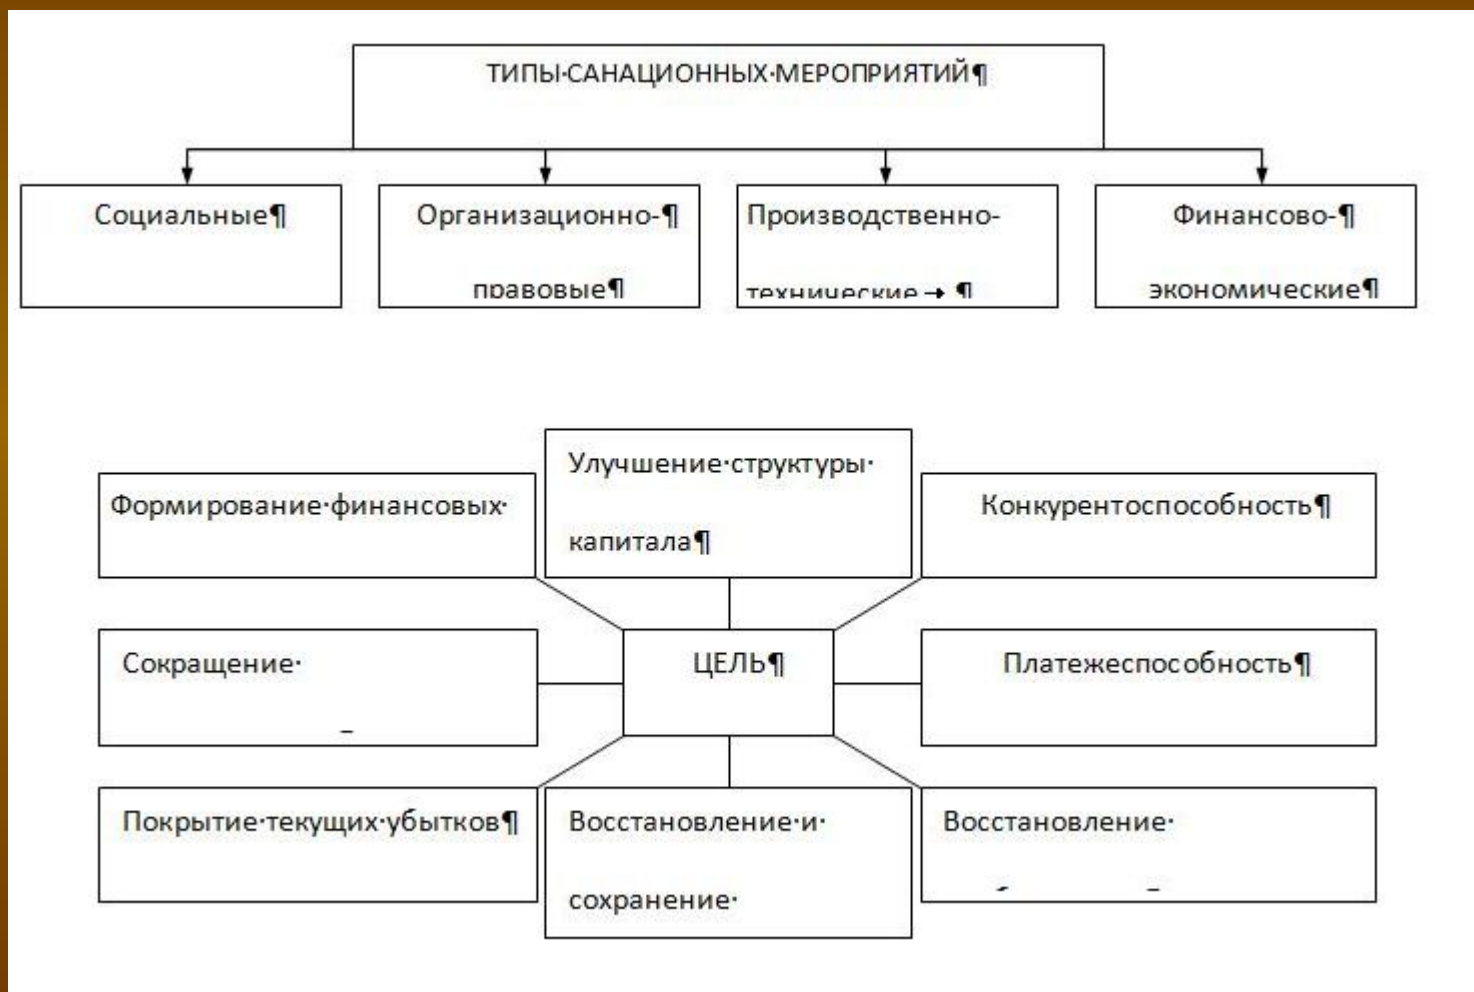 ТИПЫ·САНАЦИОННЫХ·МЕРОПРИЯТИЙ¶
Социальные¶
Организационно-¶
правовые¶
Производственно-
технические→¶
Финансово-¶
экономические¶
Улучшение·структуры·
капитала¶
Формирование·финансовых·
Конкурентоспособность¶
Сокращение·
ЦЕЛЬ¶
Платежеспособность¶
Покрытие·текущих·убытков¶
Восстановление·и
сохранение·
Восстановление·